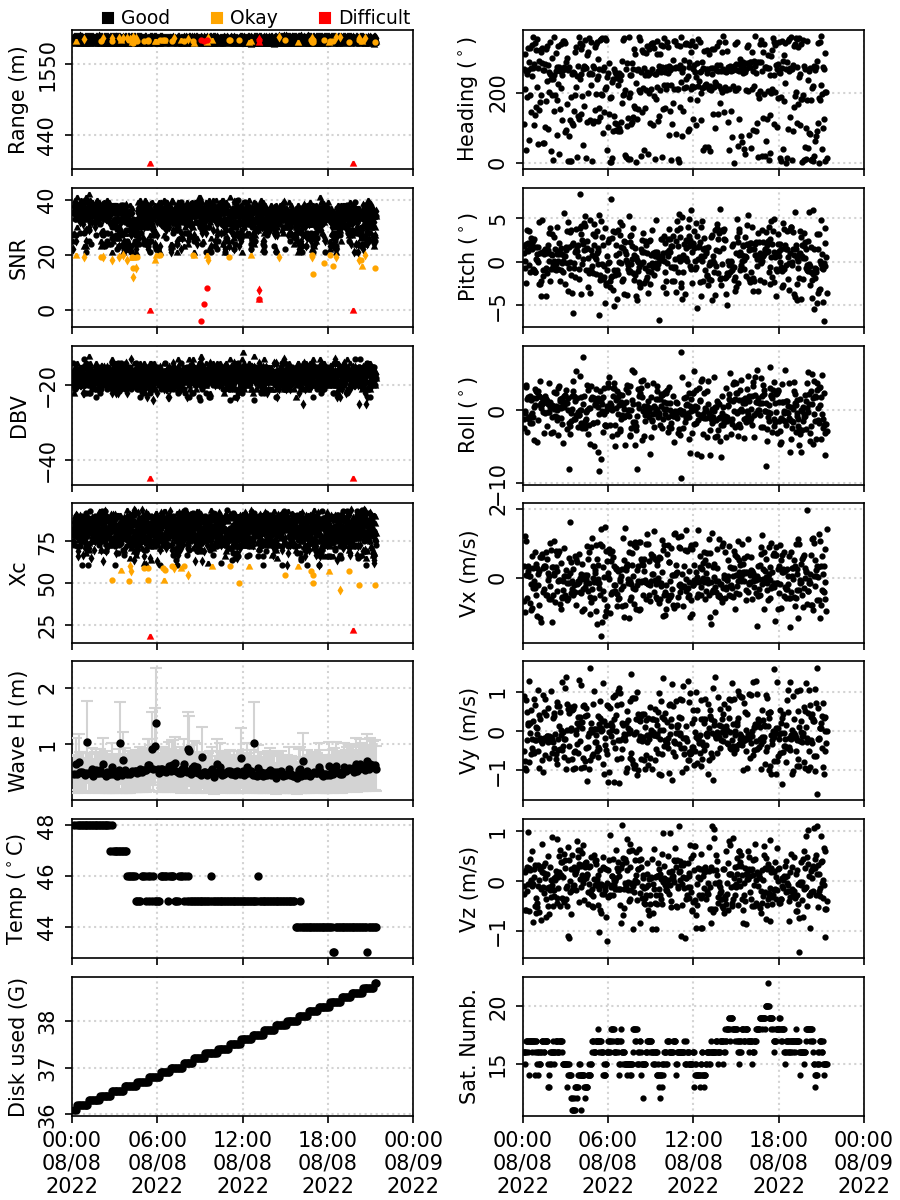 Good Okay Difficult
Range (m)
1550
440
Heading (°)
200
0
SNR
40
20
0
Pitch (°)
5
0
−5
DBV
−20
−40
Roll (°)
0
−10
Xc
75
50
25
Vx (m/s)
2
0
Wave H (m)
2
1
Vy (m/s)
1
0
−1
Temp (°C)
48
46
44
Vz (m/s)
1
0
−1
Disk used (G)
38
37
36
Sat. Numb.
20
15
00:00 06:00 12:00 18:00 00:00
08/08 08/08 08/08 08/08 08/09
2022 2022 2022 2022 2022
00:00 06:00 12:00 18:00 00:00
08/08 08/08 08/08 08/08 08/09
2022 2022 2022 2022 2022